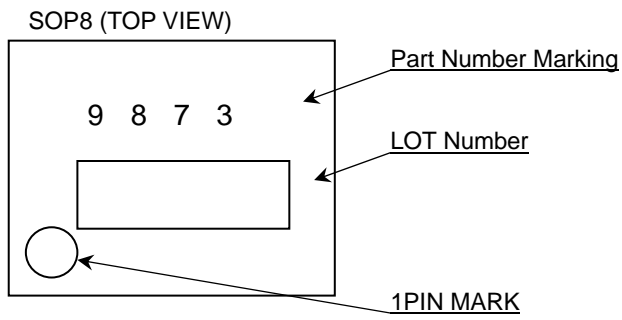 SOP8 (TOP VIEW)
Part Number Marking
9 8 7 3
LOT Number
1PIN MARK